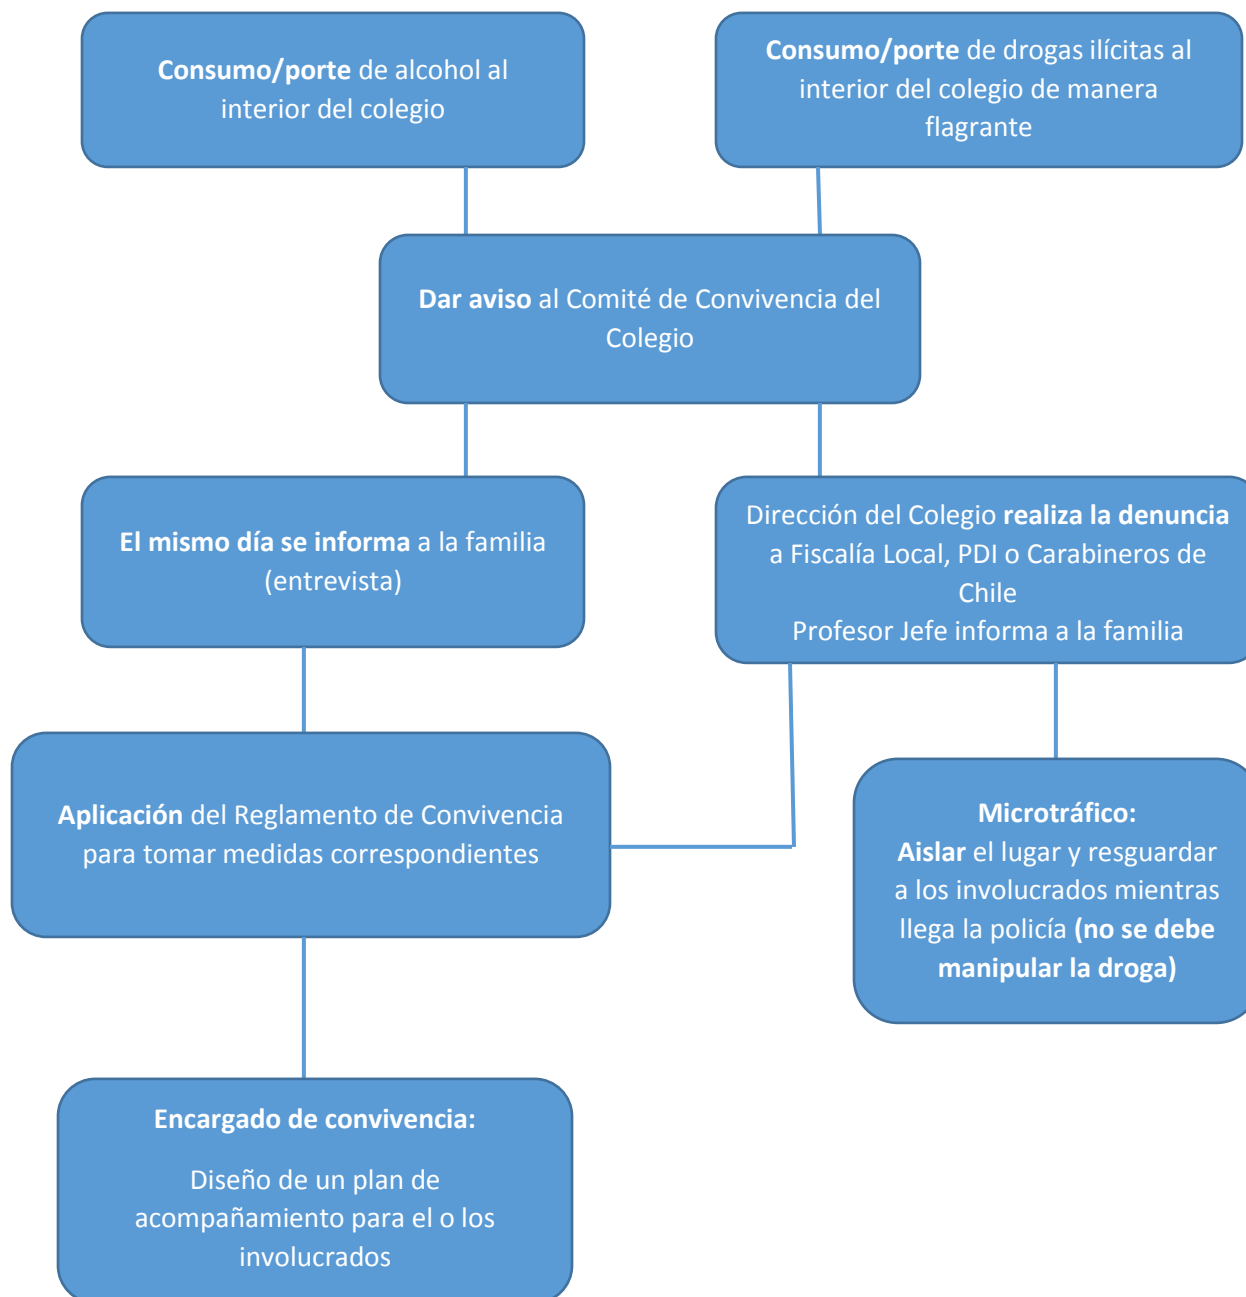 Consumo/porte de alcohol al
interior del colegio
Consumo/porte de drogas ilícitas al
interior del colegio de manera
flagrante
Dar aviso al Comité de Convivencia del
Colegio
El mismo día se informa a la familia
(entrevista)
Dirección del Colegio realiza la denuncia
a Fiscalía Local, PDI o Carabineros de
Chile
Profesor Jefe informa a la familia
Aplicación del Reglamento de Convivencia
para tomar medidas correspondientes
Microtráfico:
Aislar el lugar y resguardar
a los involucrados mientras
llega la policía (no se debe
manipular la droga)
Encargado de convivencia:
Diseño de un plan de
acompañamiento para el o los
involucrados